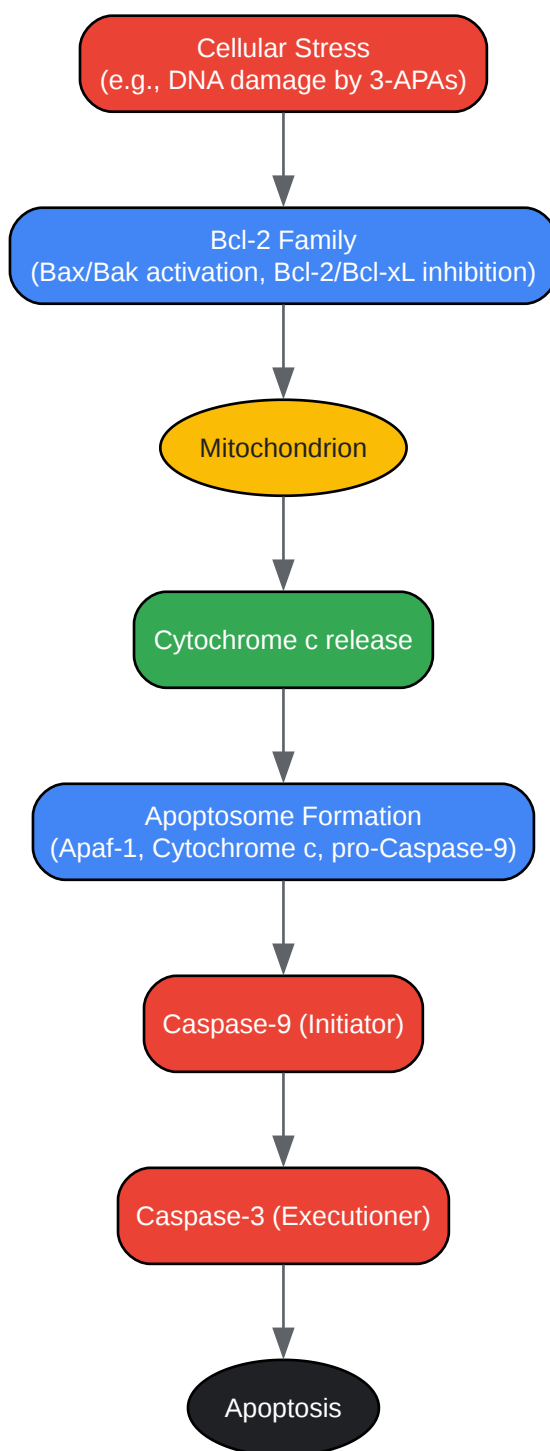 Cellular Stress
(e.g., DNA damage by 3-APAs)
Bcl-2 Family
(Bax/Bak activation, Bcl-2/Bcl-xL inhibition)
Mitochondrion
Cytochrome c release
Apoptosome Formation
(Apaf-1, Cytochrome c, pro-Caspase-9)
Caspase-9 (Initiator)
Caspase-3 (Executioner)
Apoptosis